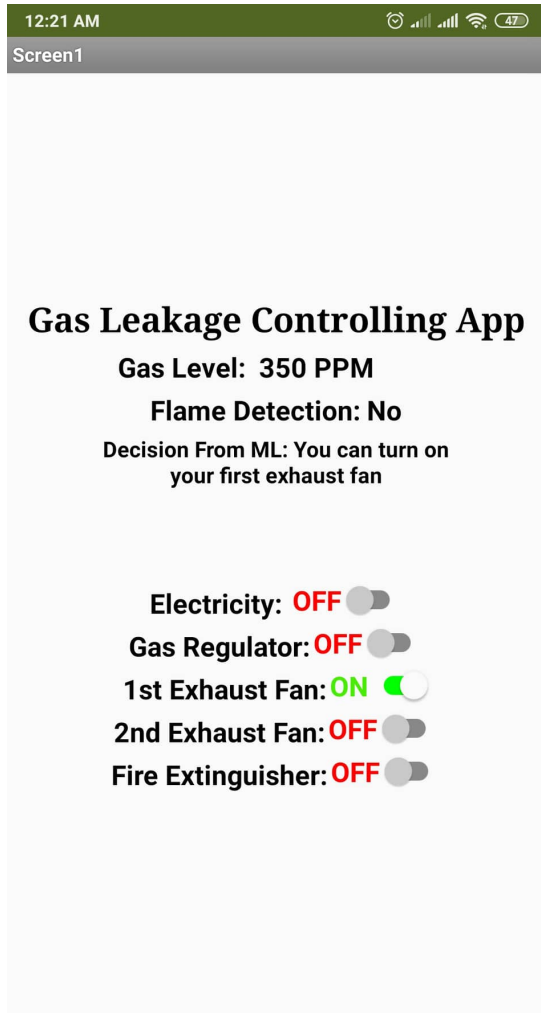 12:21 AM 47
Screen1
Gas Leakage Controlling App
Gas Level: 350 PPM
Flame Detection: No
Decision From ML: You can turn on
your first exhaust fan
Electricity: OFF
Gas Regulator: OFF
1st Exhaust Fan: ON
2nd Exhaust Fan: OFF
Fire Extinguisher: OFF